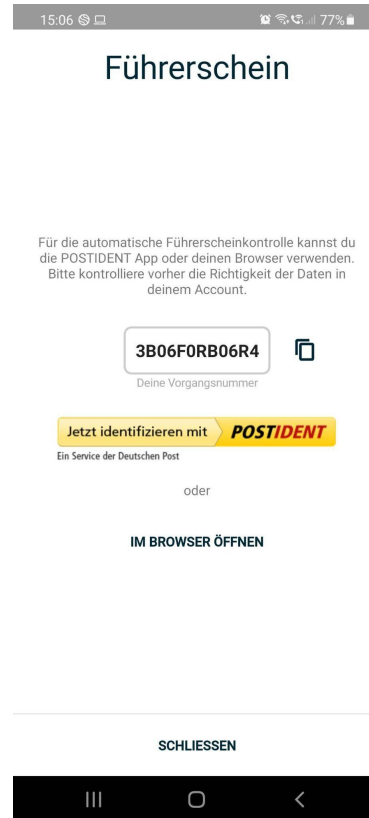 15:06 77%
Führerschein
Für die automatische Führerscheinkontrolle kannst du
die POSTIDENT App oder deinen Browser verwenden.
Bitte kontrolliere vorher die Richtigkeit der Daten in
deinem Account.
3B06F0RB06R4
Deine Vorgangsnummer
Jetzt identifizieren mit POSTIDENT
Ein Service der Deutschen Post
oder
IM BROWSER ÖFFNEN
SCHLIESSEN